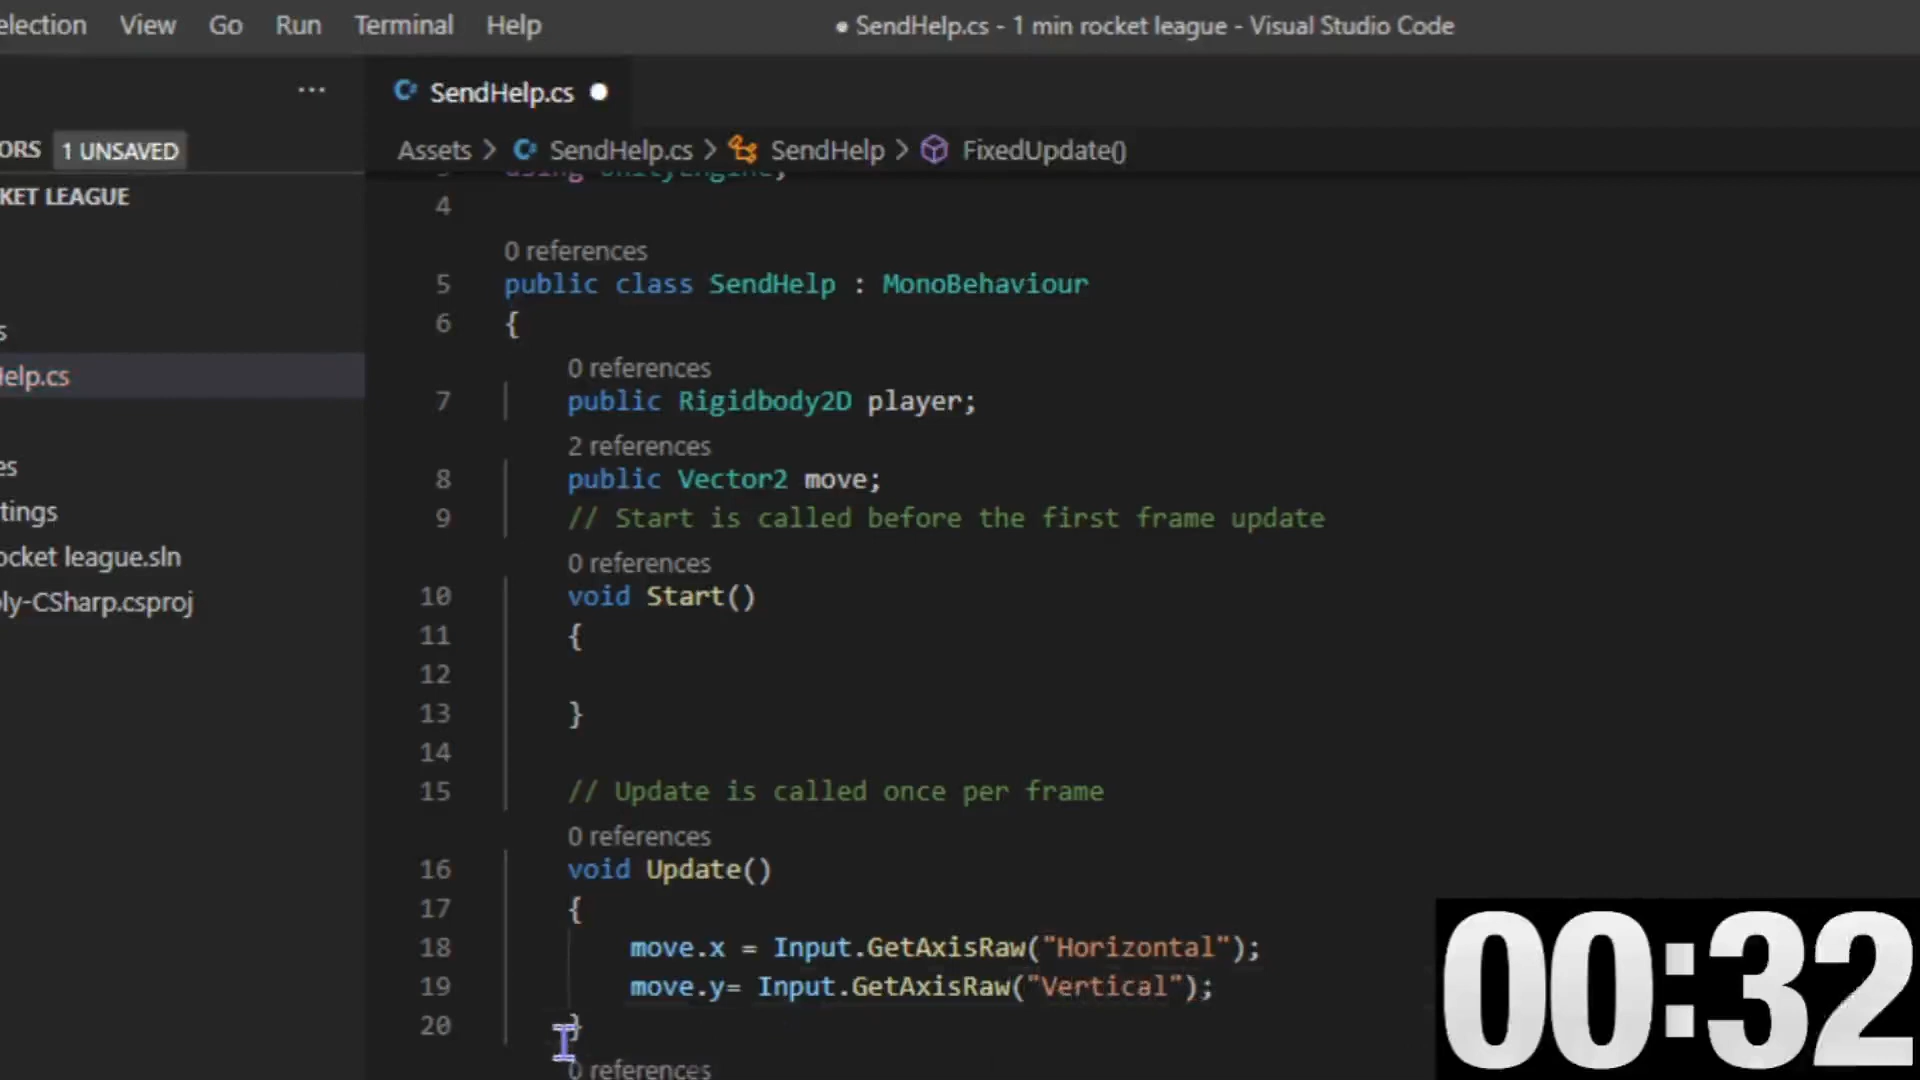 election View Go Run Terminal Help
● SendHelp.cs - 1 min rocket league - Visual Studio Code
... SendHelp.cs ●
ORS 1 UNSAVED
Assets > SendHelp.cs > SendHelp > FixedUpdate()
KET LEAGUE
s
Help.cs
es
tings
ocket league.sln
ly-CSharp.csproj
using UnityEngine;
4
0 references
5 public class SendHelp : MonoBehaviour
6 {
0 references
7 public Rigidbody2D player;
2 references
8 public Vector2 move;
9 // Start is called before the first frame update
0 references
10 void Start()
11 {
12
13 }
14
15 // Update is called once per frame
0 references
16 void Update()
17 {
18 move.x = Input.GetAxisRaw("Horizontal");
19 move.y= Input.GetAxisRaw("Vertical");
20 }
0 references
00:32